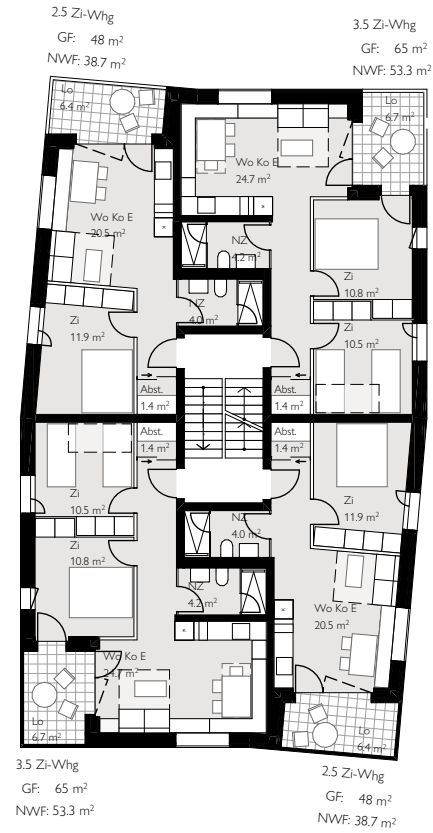 2.5 Zi-Whg
GF: 48 m²
NWF: 38.7 m²
3.5 Zi-Whg
GF: 65 m²
NWF: 53.3 m²
Lo
6.4 m²
Lo
6.7 m²
Wo Ko E
24.7 m²
Wo Ko E
20.5 m²
NZ
4.2 m²
Zi
10.8 m²
NZ
4.0 m²
Zi
11.9 m²
Zi
10.5 m²
Abst.
1.4 m²
Abst.
1.4 m²
Abst.
1.4 m²
Abst.
1.4 m²
Zi
10.5 m²
Zi
11.9 m²
NZ
4.0 m²
Zi
10.8 m²
NZ
4.2 m²
Wo Ko E
20.5 m²
Wo Ko E
24.7 m²
Lo
6.7 m²
Lo
6.4 m²
3.5 Zi-Whg
GF: 65 m²
NWF: 53.3 m²
2.5 Zi-Whg
GF: 48 m²
NWF: 38.7 m²